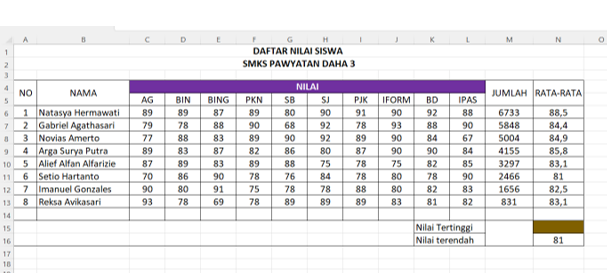 A B C D E F G H I J K L M N O
1 DAFTAR NILAI SISWA
2 SMKS PAWYATAN DAHA 3
3
4 NO NAMA NILAI JUMLAH RATA-RATA
5 AG BIN BING PKN SB SJ PJK IFORM BD IPAS
6 1 Natasya Hermawati 89 89 87 89 80 90 91 90 92 88 6733 88,5
7 2 Gabriel Agathasari 79 78 88 90 68 92 78 93 88 90 5848 84,4
8 3 Novias Amerto 77 88 83 89 90 92 89 90 84 67 5004 84,9
9 4 Arga Surya Putra 89 83 87 82 86 80 87 90 90 84 4155 85,8
10 5 Alief Alfan Alfarizie 87 89 83 89 88 75 78 75 82 85 3297 83,1
11 6 Setio Hartanto 70 86 90 78 76 84 78 80 78 90 2466 81
12 7 Imanuel Gonzales 90 80 91 75 78 78 88 80 82 83 1656 82,5
13 8 Reksa Avikasari 93 78 69 78 89 89 89 83 81 82 831 83,1
14
15 Nilai Tertinggi
16 Nilai terendah 81
17
18